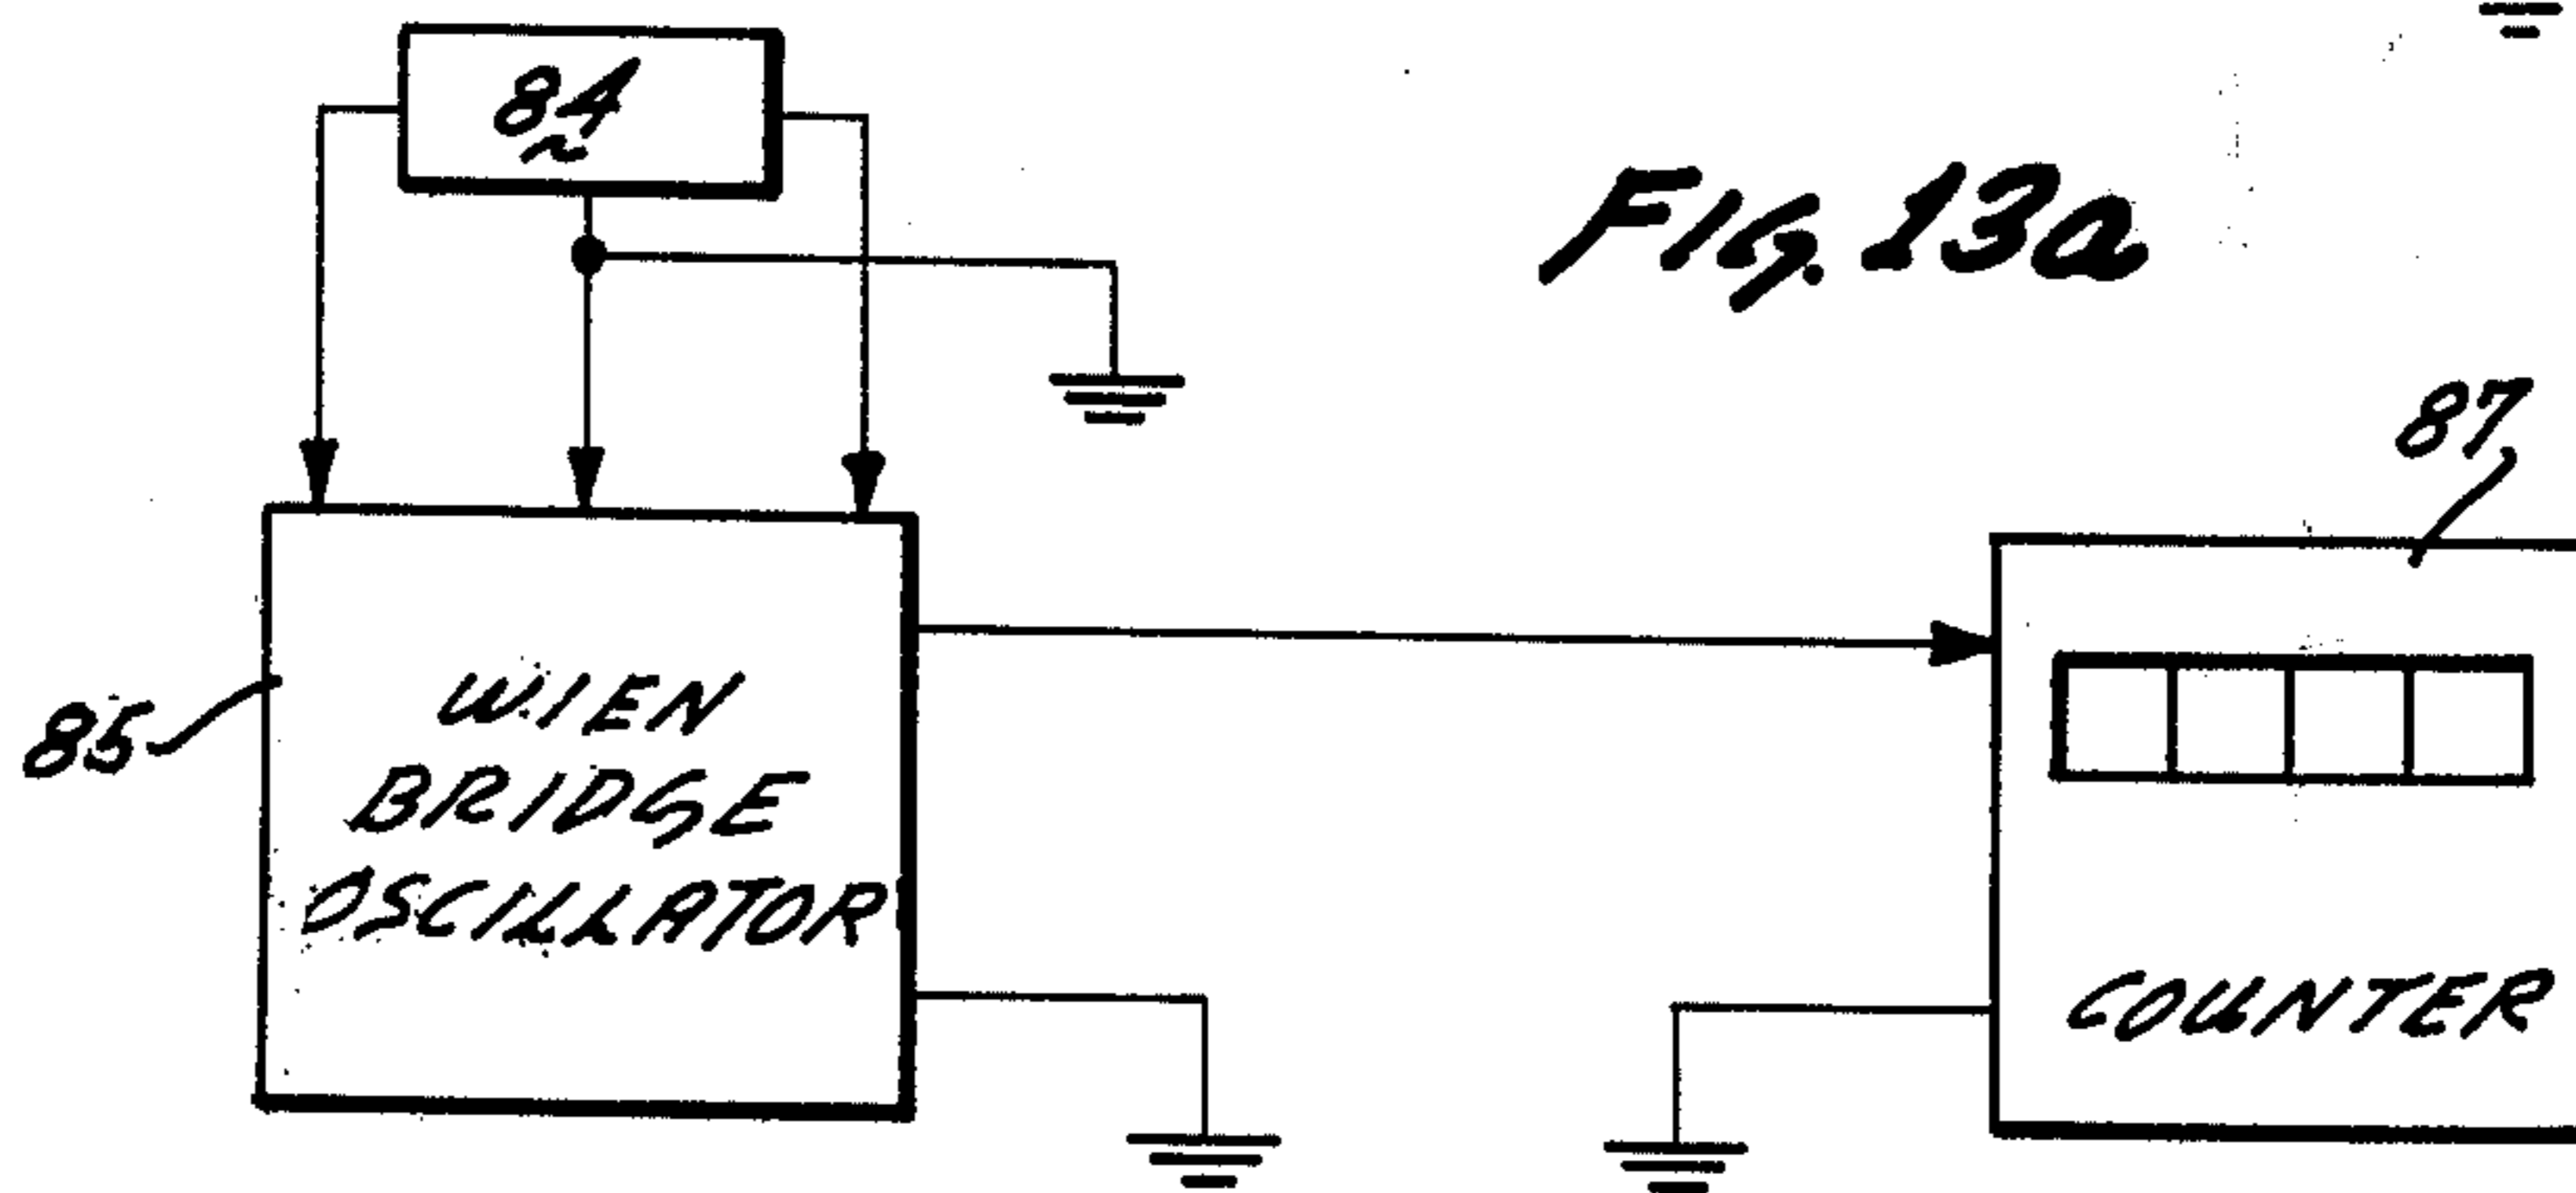 84
FIG. 13a
87
85
WIEN
BRIDGE
OSCILLATOR
COUNTER